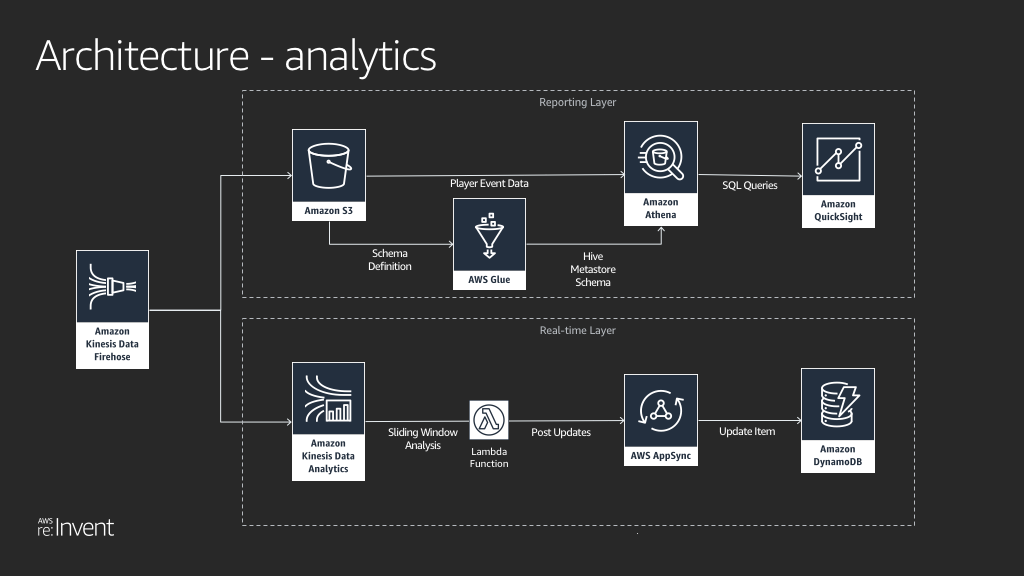 Architecture - analytics
Reporting Layer
Amazon S3
Player Event Data
Amazon
Athena
SQL Queries
Amazon
QuickSight
Schema
Definition
AWS Glue
Hive
Metastore
Schema
Amazon
Kinesis Data
Firehose
Real-time Layer
Amazon
Kinesis Data
Analytics
Sliding Window
Analysis
Lambda
Function
Post Updates
AWS AppSync
Update Item
Amazon
DynamoDB
AWS
re:Invent